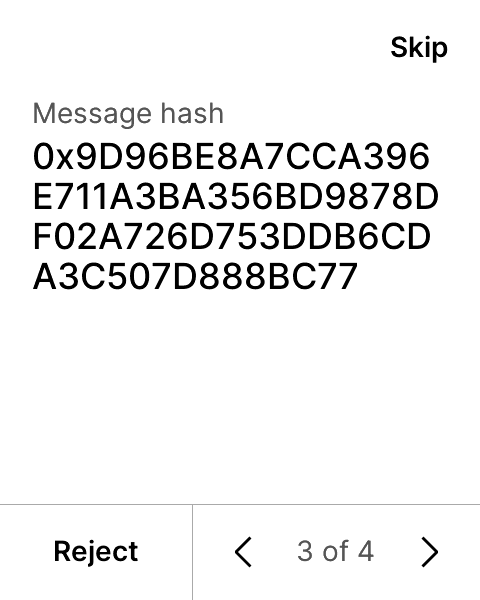 Skip
Message hash
0x9D96BE8A7CCA396
E711A3BA356BD9878D
F02A726D753DDB6CD
A3C507D888BC77
Reject
3 of 4